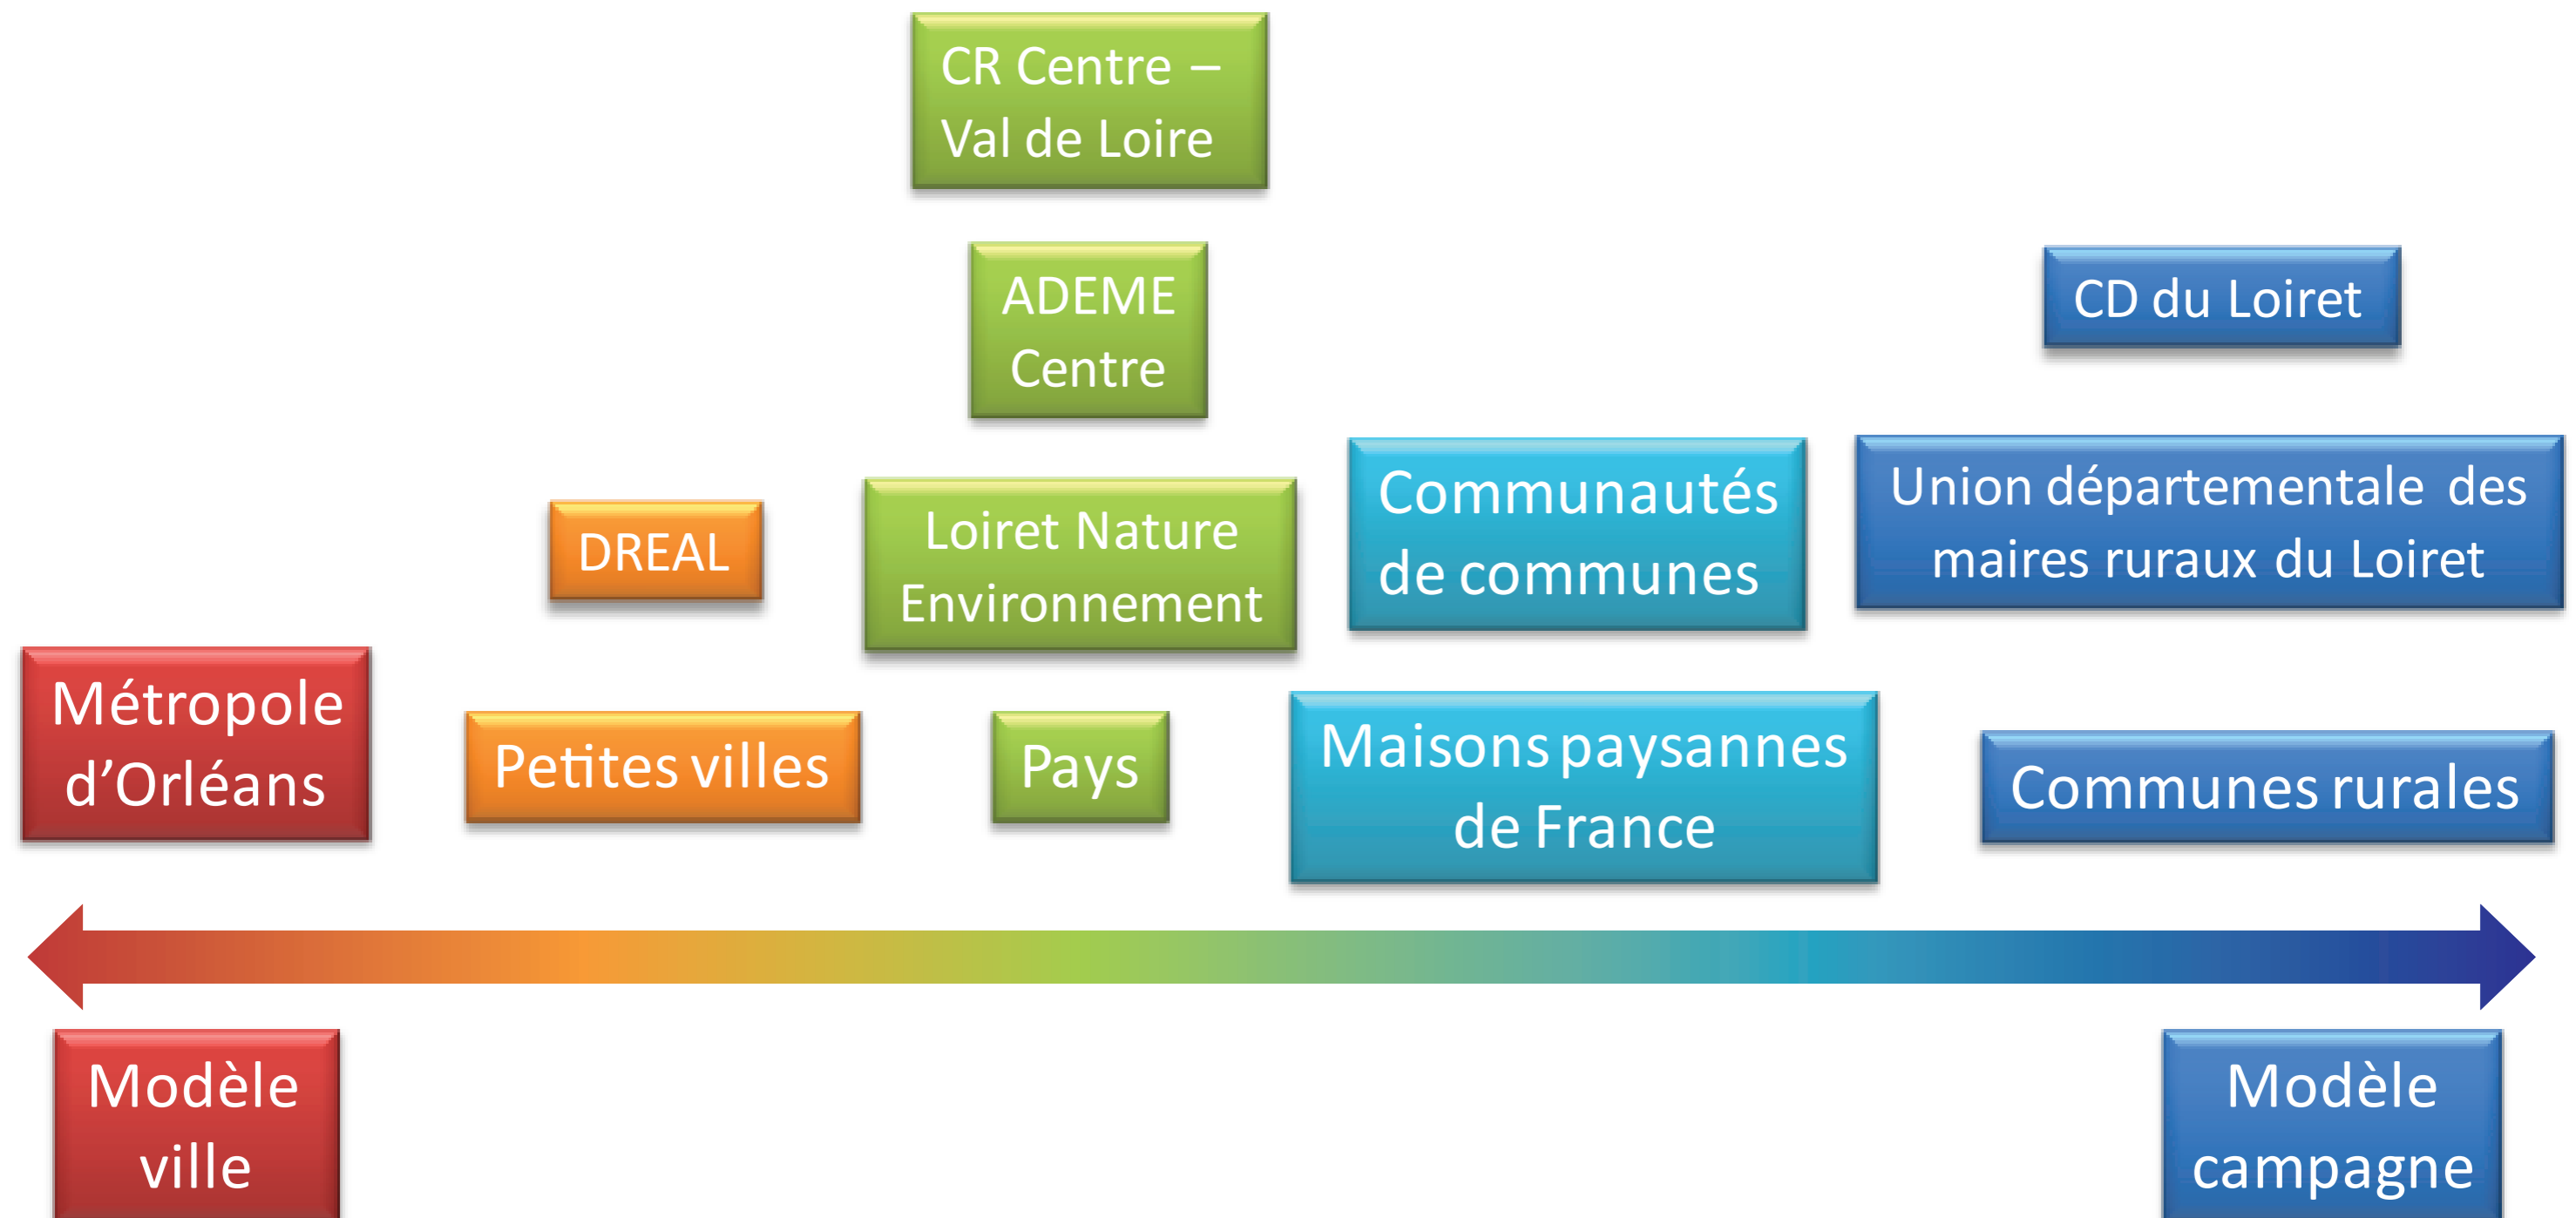 CR Centre –
Val de Loire
ADEME
Centre
CD du Loiret
Communautés
de communes
Union départementale des
maires ruraux du Loiret
DREAL
Loiret Nature
Environnement
Métropole
d’Orléans
Petites villes
Pays
Maisons paysannes
de France
Communes rurales
Modèle
ville
Modèle
campagne